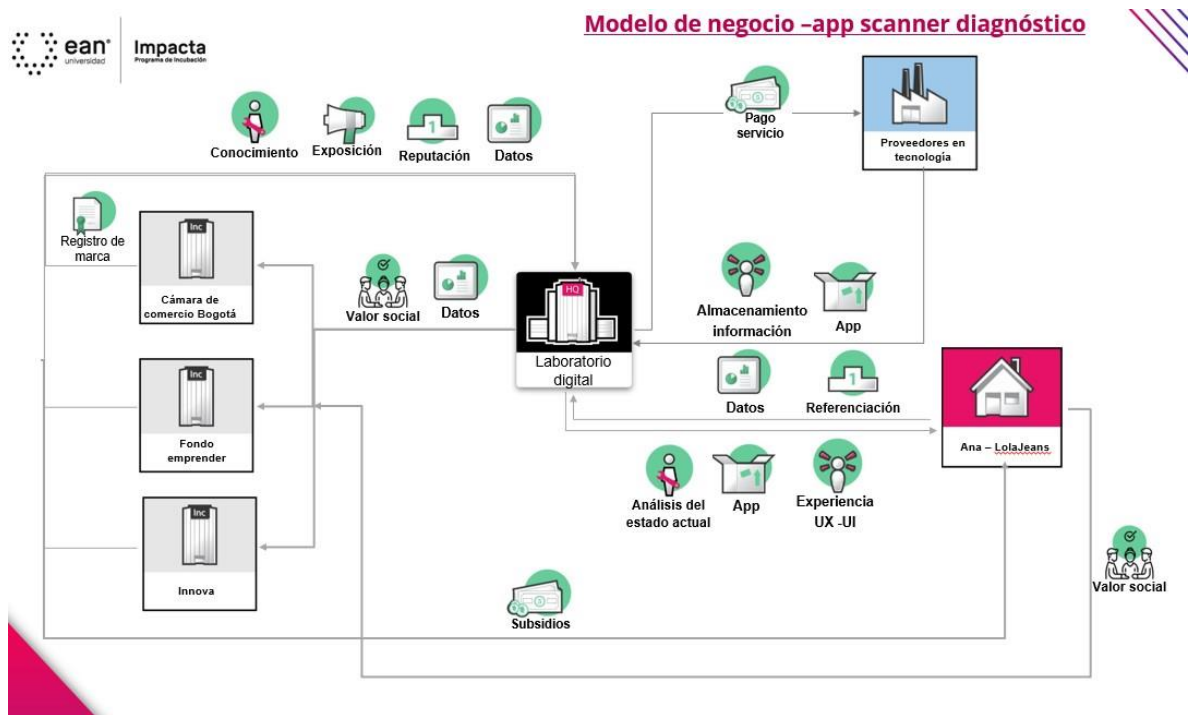 Modelo de negocio –app scanner diagnóstico
ean®
universidad
Impacta
Programa de Incubación
Conocimiento
Exposición
Reputación
1
Datos
Pago
servicio
Proveedores en
tecnología
Registro de
marca
Inc
Cámara de
comercio Bogotá
Valor social
Datos
HQ
Laboratorio
digital
Almacenamiento
información
App
Datos
1
Referenciación
Inc
Fondo
emprender
Ana – LolaJeans
Análisis del
estado actual
App
Experiencia
UX -UI
Inc
Innova
Subsidios
Valor social